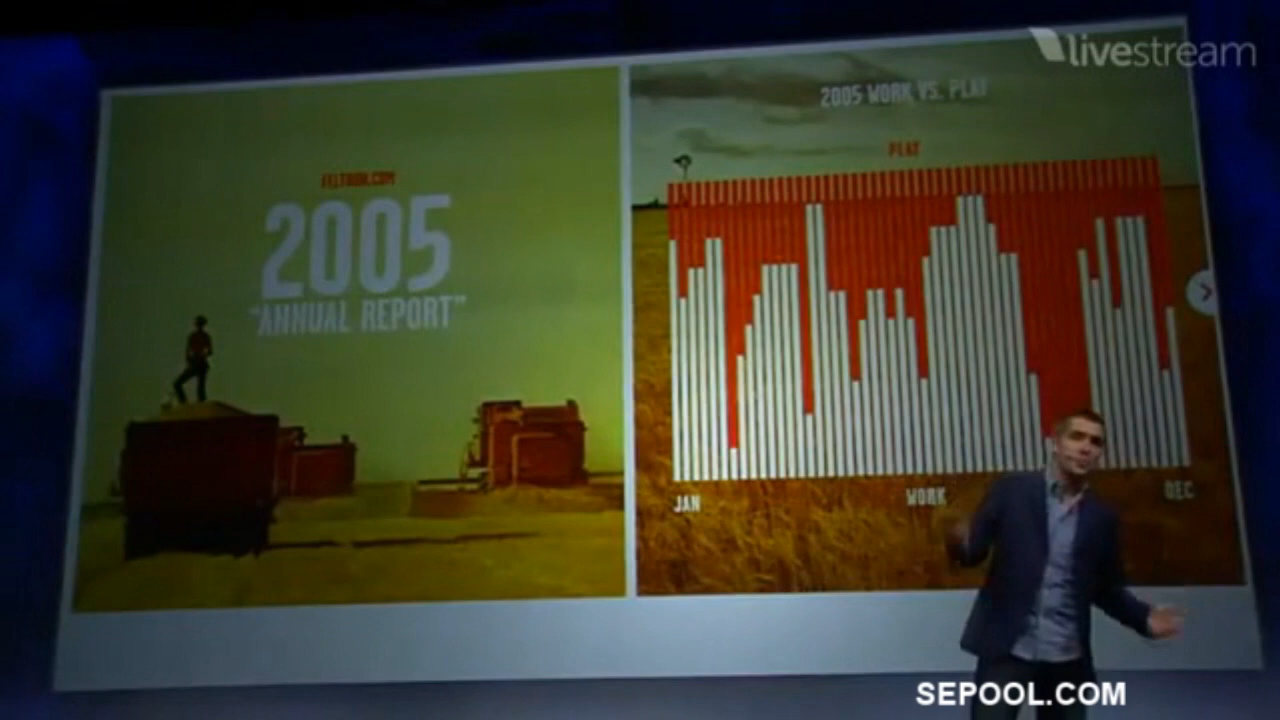 livestream
2005 WORK VS. PLAY
PLAY
FELTRON.COM
2005
"ANNUAL REPORT"
JAN
WORK
DEC
SEPOOL.COM